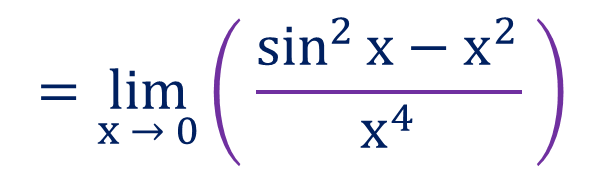 = lim x → 0 ( sin² x − x² / x⁴ )